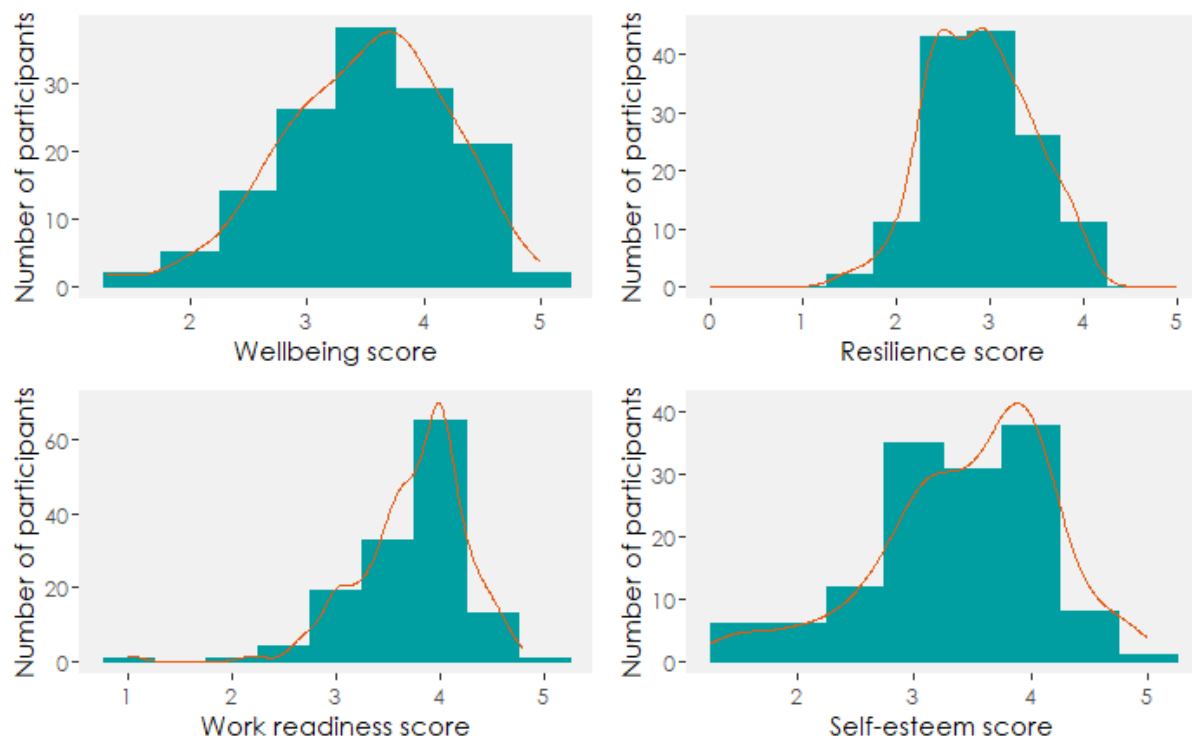 Number of participants
30
20
10
0
2 3 4 5
Wellbeing score
Number of participants
40
30
20
10
0
0 1 2 3 4 5
Resilience score
Number of participants
60
40
20
0
1 2 3 4 5
Work readiness score
Number of participants
40
30
20
10
0
2 3 4 5
Self-esteem score